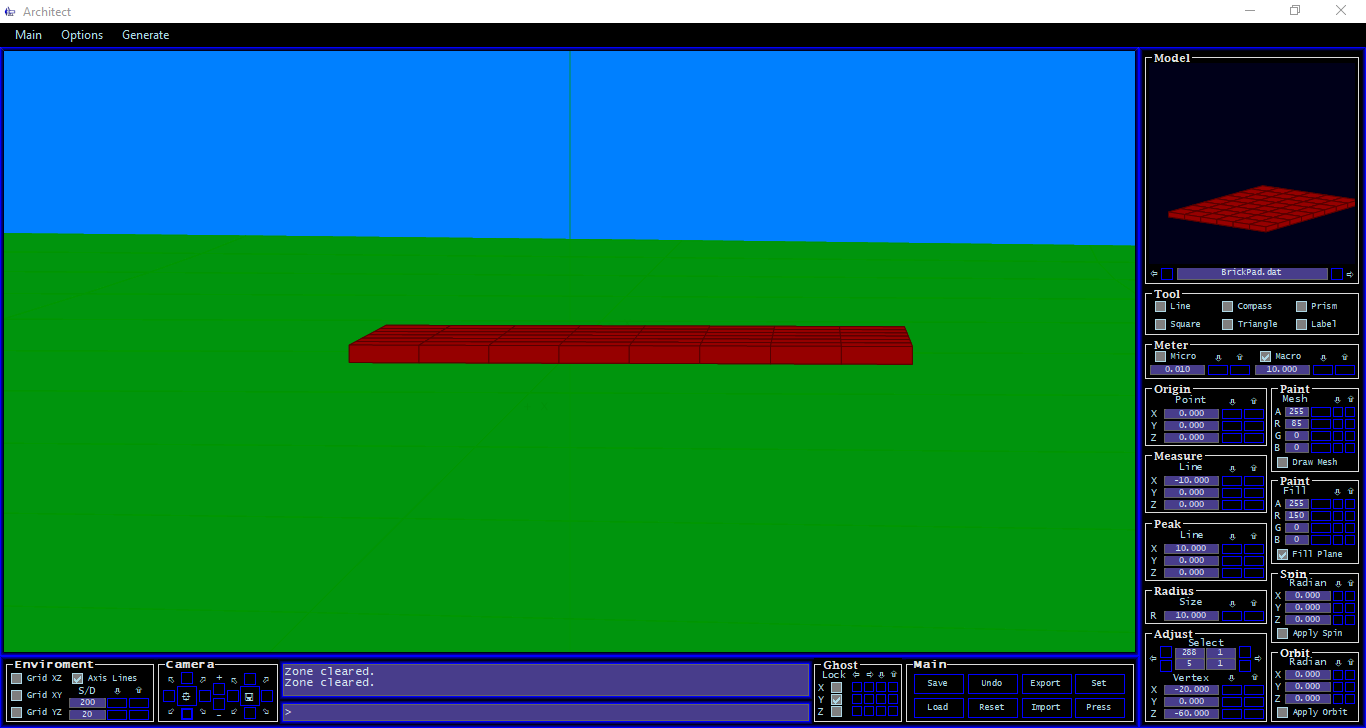 Architect
Main Options Generate
Model
BrickPad.dat
Tool
Line Compass Prism
Square Triangle Label
Meter
Micro Macro
0.010 10.000
Origin
Point
X 0.000
Y 0.000
Z 0.000
Paint
Mesh
A 255
R 85
G 0
B 0
Draw Mesh
Measure
Line
X -10.000
Y 0.000
Z 0.000
Paint
Fill
A 255
R 150
G 0
B 0
Fill Plane
Peak
Line
X 10.000
Y 0.000
Z 0.000
Spin
Radian
X 0.000
Y 0.000
Z 0.000
Apply Spin
Radius
Size
R 10.000
Adjust
Select
288 1
5 1
Vertex
X -20.000
Y 0.000
Z -60.000
Orbit
Radian
X 0.000
Y 0.000
Z 0.000
Apply Orbit
Enviroment
Grid XZ Axis Lines
Grid XY S/D
200
Grid YZ 20
Camera
+
-
Zone cleared.
Zone cleared.
>
Ghost
Lock
X
Y
Z
Main
Save Undo Export Set
Load Reset Import Press